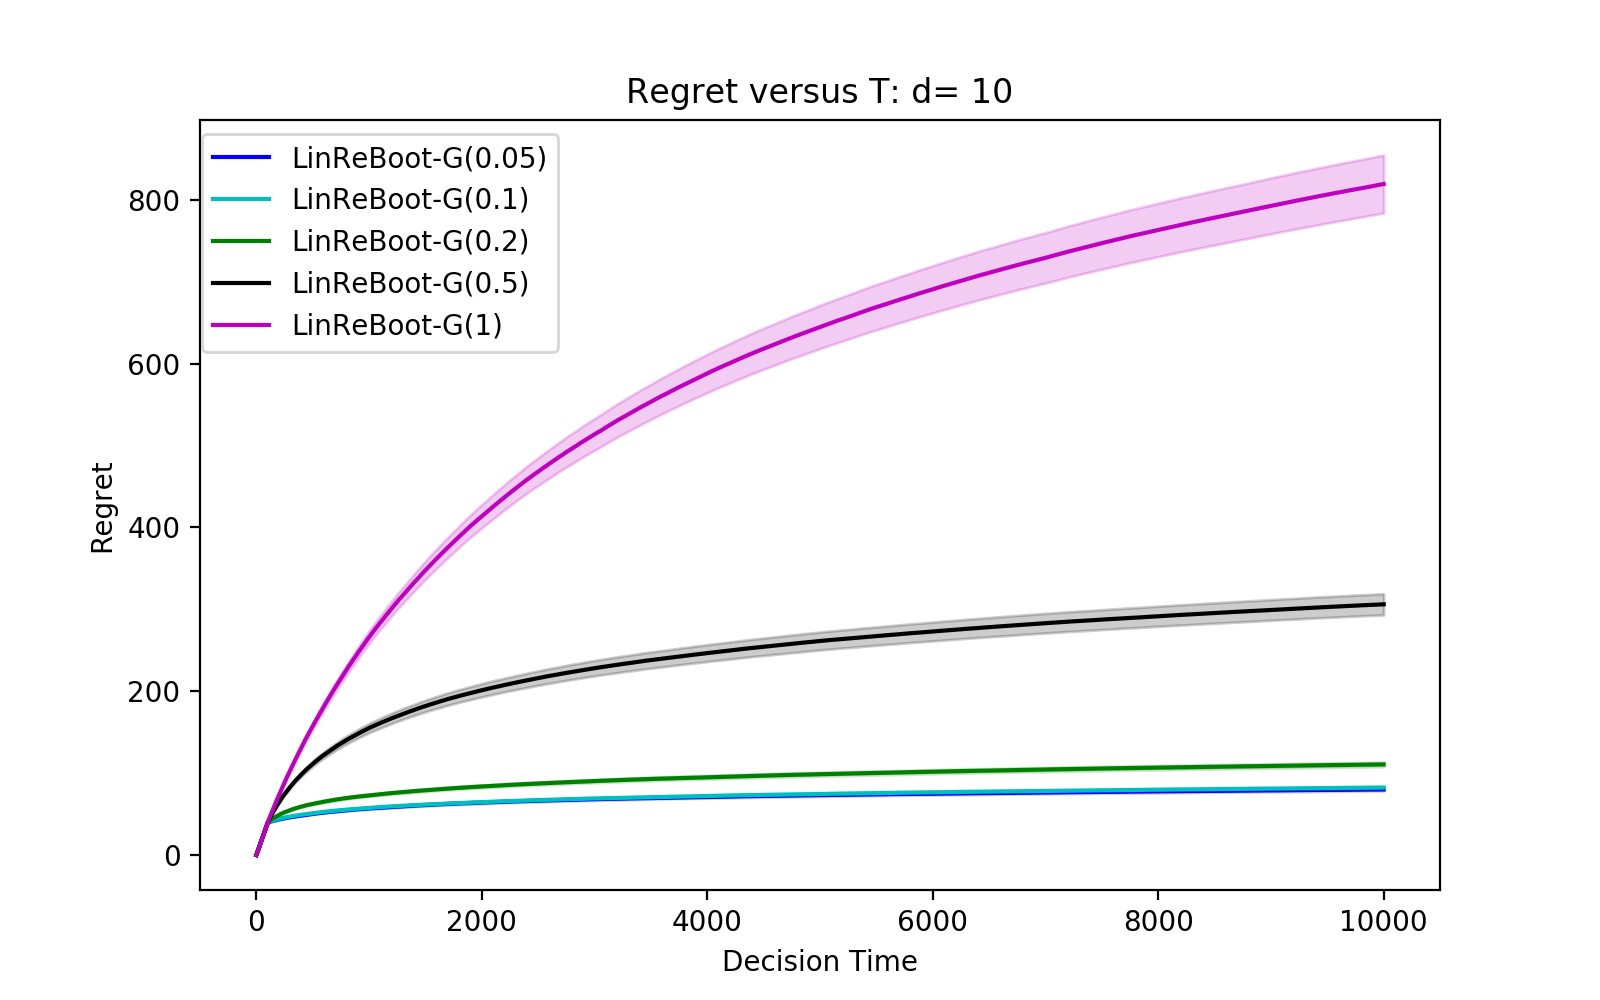 Regret versus T: d= 10
LinReBoot-G(0.05)
LinReBoot-G(0.1)
LinReBoot-G(0.2)
LinReBoot-G(0.5)
LinReBoot-G(1)
800
600
400
200
0
Regret
0 2000 4000 6000 8000 10000
Decision Time